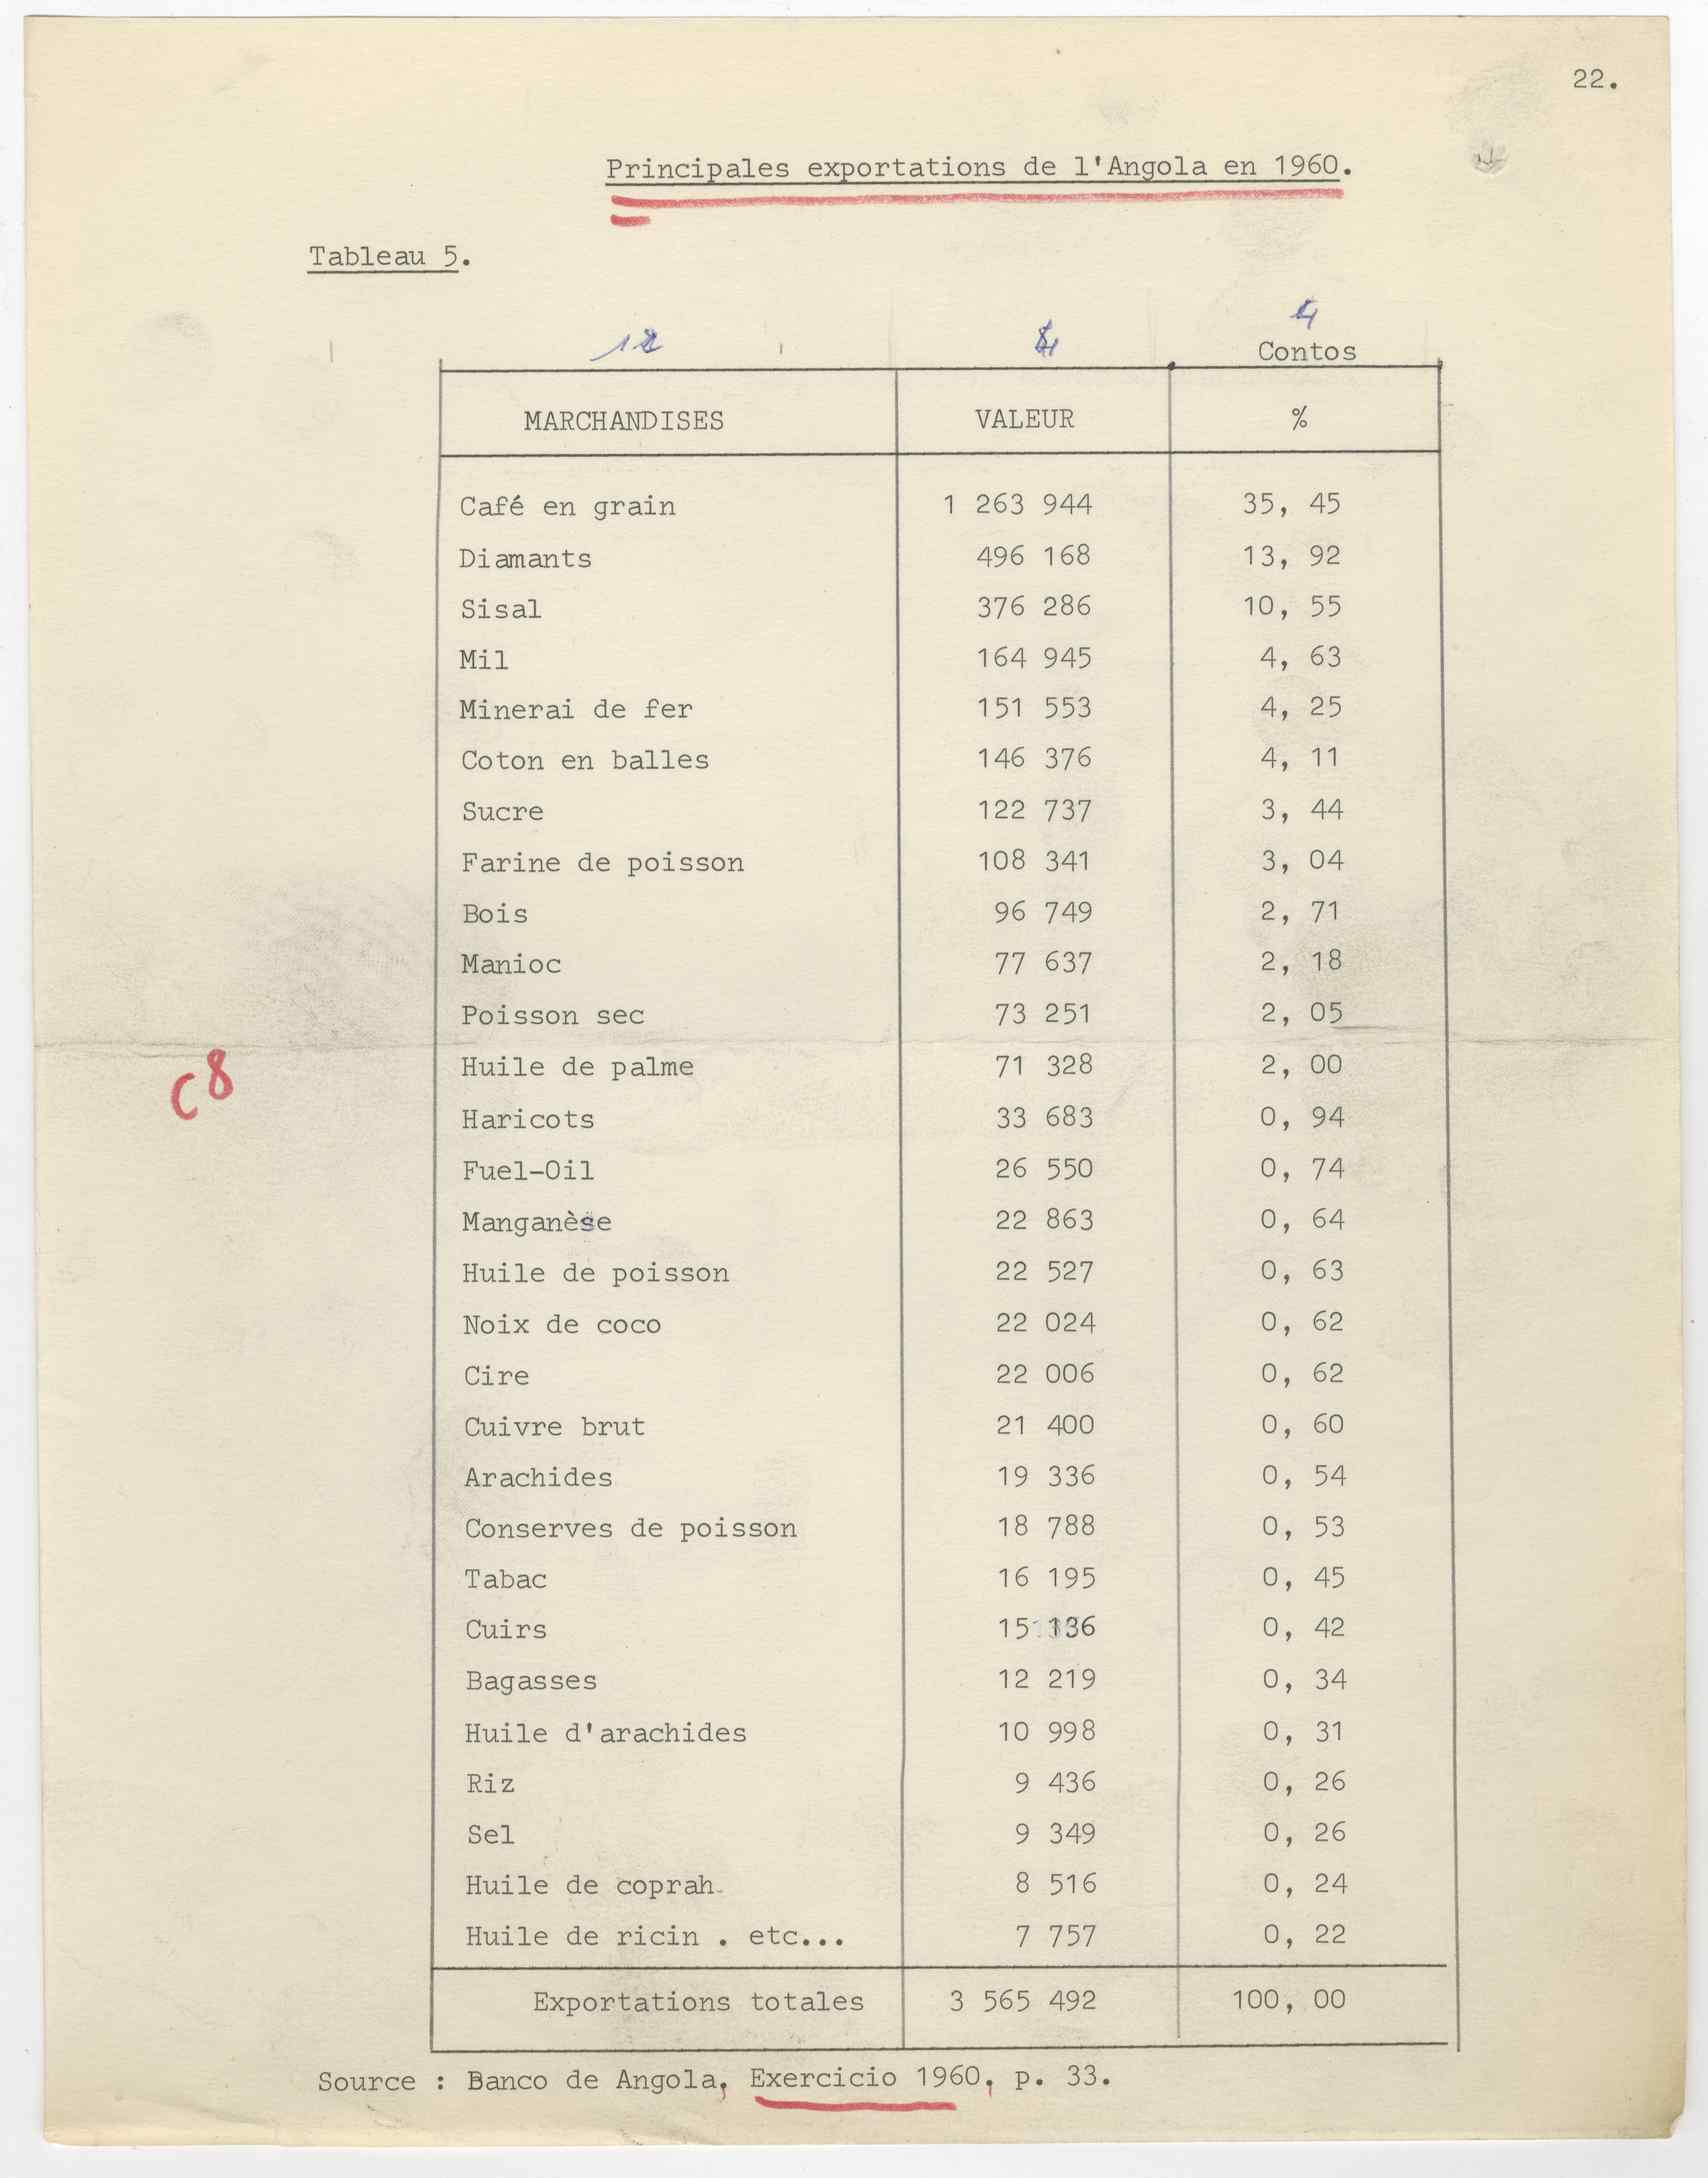 22.
Principales exportations de l'Angola en 1960.
Tableau 5.
4
Contos
MARCHANDISES VALEUR %
Café en grain 1 263 944 35, 45
Diamants 496 168 13, 92
Sisal 376 286 10, 55
Mil 164 945 4, 63
Minerai de fer 151 553 4, 25
Coton en balles 146 376 4, 11
Sucre 122 737 3, 44
Farine de poisson 108 341 3, 04
Bois 96 749 2, 71
Manioc 77 637 2, 18
Poisson sec 73 251 2, 05
Huile de palme 71 328 2, 00
C8
Haricots 33 683 0, 94
Fuel-Oil 26 550 0, 74
Manganèse 22 863 0, 64
Huile de poisson 22 527 0, 63
Noix de coco 22 024 0, 62
Cire 22 006 0, 62
Cuivre brut 21 400 0, 60
Arachides 19 336 0, 54
Conserves de poisson 18 788 0, 53
Tabac 16 195 0, 45
Cuirs 15 136 0, 42
Bagasses 12 219 0, 34
Huile d'arachides 10 998 0, 31
Riz 9 436 0, 26
Sel 9 349 0, 26
Huile de coprah 8 516 0, 24
Huile de ricin . etc... 7 757 0, 22
Exportations totales 3 565 492 100, 00
Source : Banco de Angola, Exercicio 1960, p. 33.